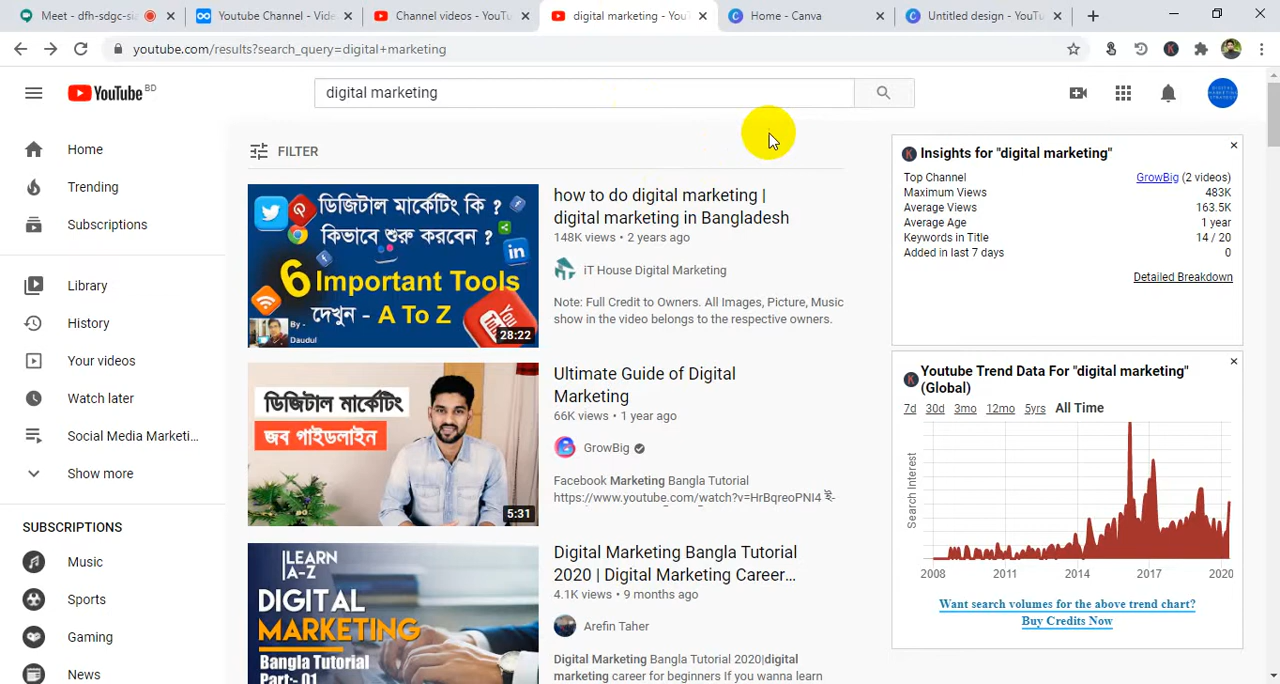 Meet - dfh-sdgc-sia
Youtube Channel - Vide
Channel videos - YouTu
digital marketing - You
Home - Canva
Untitled design - YouTu
youtube.com/results?search_query=digital+marketing
YouTube BD
digital marketing
Home
Trending
Subscriptions
Library
History
Your videos
Watch later
Social Media Marketi...
Show more
SUBSCRIPTIONS
Music
Sports
Gaming
News
FILTER
ডিজিটাল মার্কেটিং কি ?
কিভাবে শুরু করবেন ?
6 Important Tools
দেখুন - A To Z
By -
Daudul
28:22
how to do digital marketing |
digital marketing in Bangladesh
148K views • 2 years ago
iT House Digital Marketing
Note: Full Credit to Owners. All Images, Picture, Music
show in the video belongs to the respective owners.
ডিজিটাল মার্কেটিং
জব গাইডলাইন
5:31
Ultimate Guide of Digital
Marketing
66K views • 1 year ago
GrowBig
Facebook Marketing Bangla Tutorial
https://www.youtube.com/watch?v=HrBqreoPNI4
LEARN
A-Z
DIGITAL
MARKETING
Bangla Tutorial
Part:- 01
Digital Marketing Bangla Tutorial
2020 | Digital Marketing Career...
4.1K views • 9 months ago
Arefin Taher
Digital Marketing Bangla Tutorial 2020|digital
marketing career for beginners If you wanna learn
Insights for "digital marketing"
Top Channel GrowBig (2 videos)
Maximum Views 483K
Average Views 163.5K
Average Age 1 year
Keywords in Title 14 / 20
Added in last 7 days 0
Detailed Breakdown
Youtube Trend Data For "digital marketing"
(Global)
7d 30d 3mo 12mo 5yrs All Time
Search Interest
2008 2011 2014 2017 2020
Want search volumes for the above trend chart?
Buy Credits Now